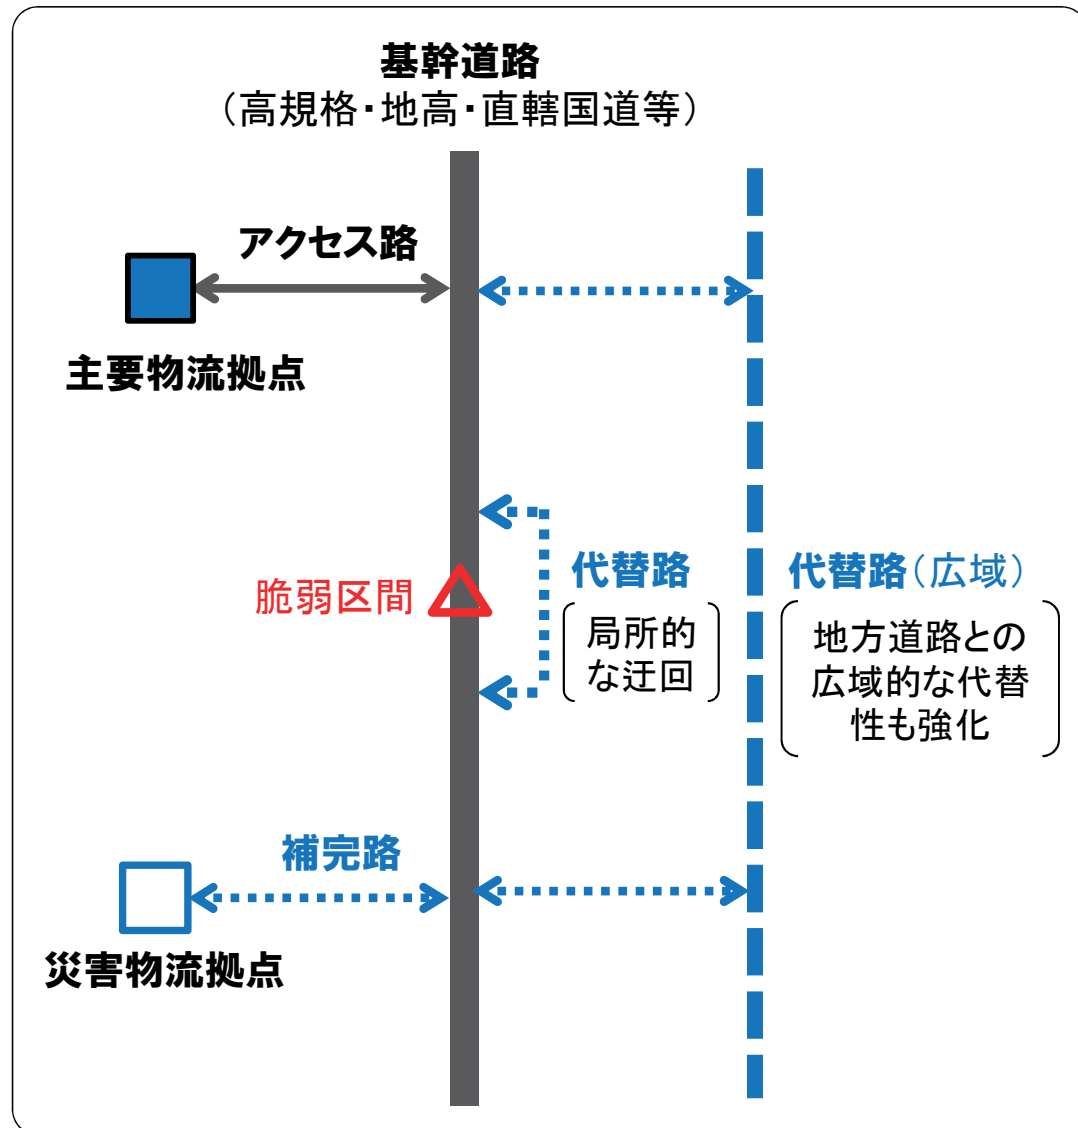 基幹道路
（高規格・地高・直轄国道等）
アクセス路
主要物流拠点
脆弱区間
代替路
局所的
な迂回
代替路（広域）
地方道路との
広域的な代替
性も強化
補完路
災害物流拠点